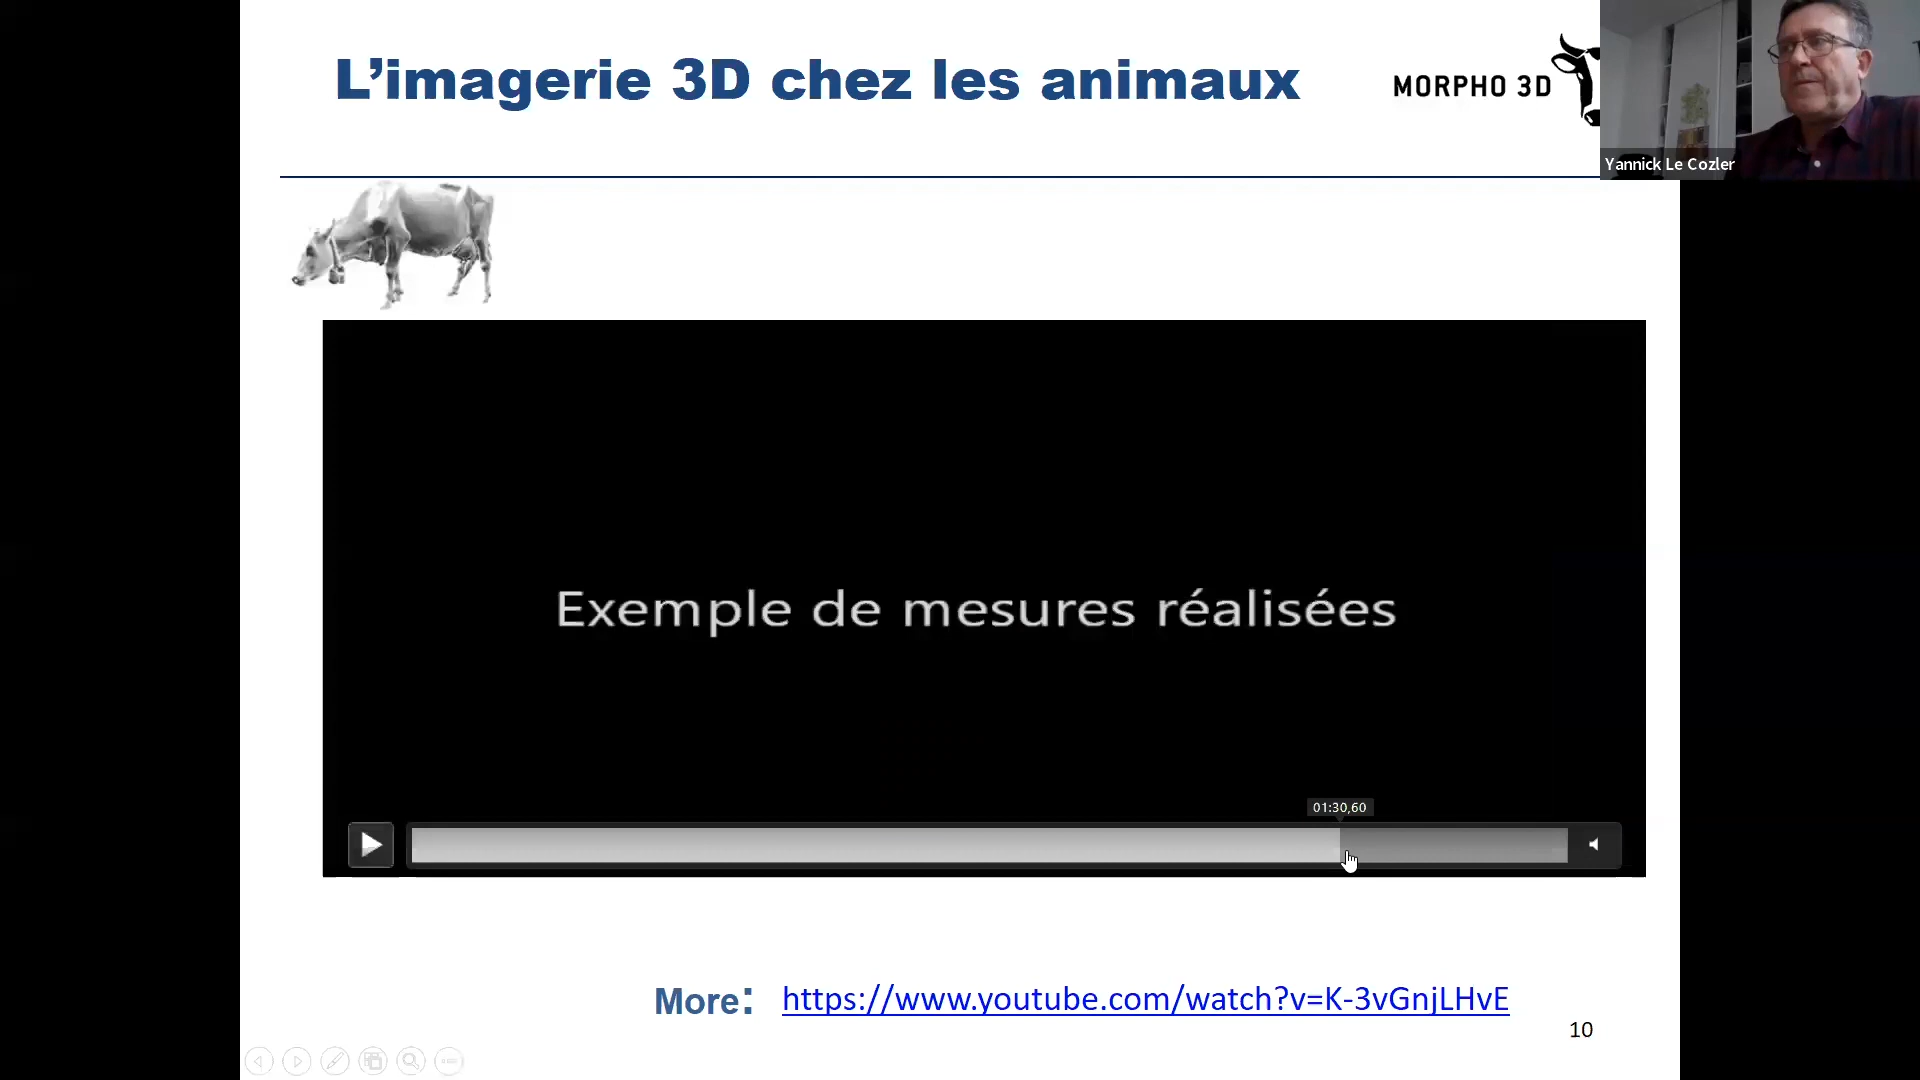 L’imagerie 3D chez les animaux
MORPHO 3D
Yannick Le Cozler
Exemple de mesures réalisées
01:30,60
More: https://www.youtube.com/watch?v=K-3vGnjLHvE
10